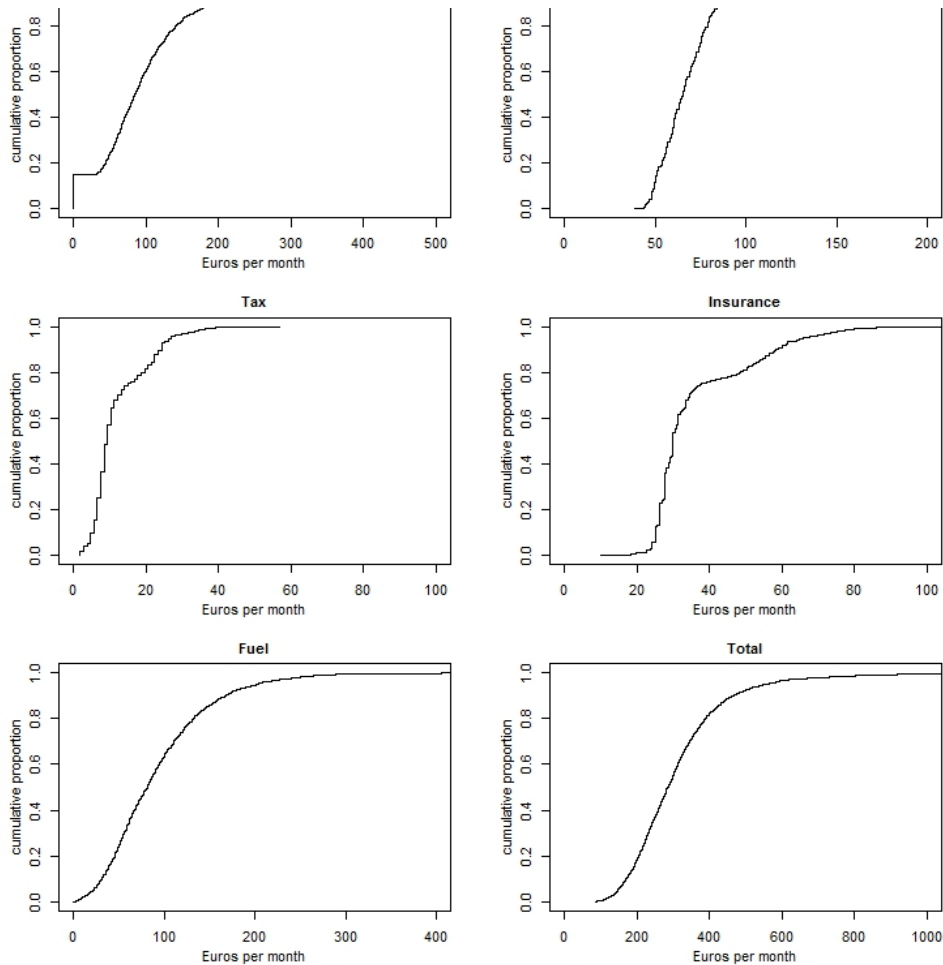 cumulative proportion
0.0 0.2 0.4 0.6 0.8
0 100 200 300 400 500
Euros per month
cumulative proportion
0.0 0.2 0.4 0.6 0.8
0 50 100 150 200
Euros per month
Tax
cumulative proportion
0.0 0.2 0.4 0.6 0.8 1.0
0 20 40 60 80 100
Euros per month
Insurance
cumulative proportion
0.0 0.2 0.4 0.6 0.8 1.0
0 20 40 60 80 100
Euros per month
Fuel
cumulative proportion
0.0 0.2 0.4 0.6 0.8 1.0
0 100 200 300 400
Euros per month
Total
cumulative proportion
0.0 0.2 0.4 0.6 0.8 1.0
0 200 400 600 800 1000
Euros per month